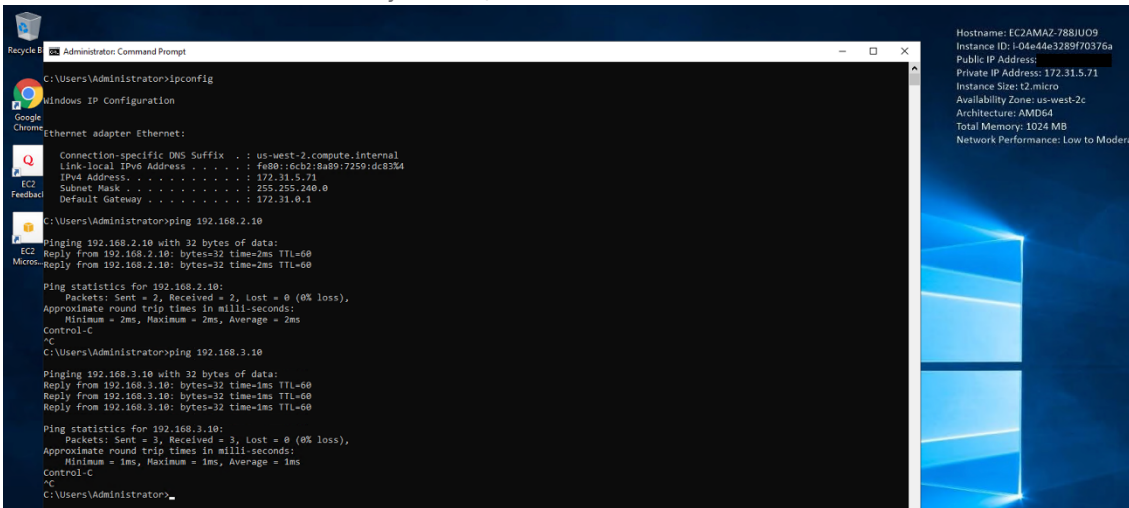 Recycle B
Google
Chrome
EC2
Feedback
EC2
Micros...
Administrator: Command Prompt
C:\Users\Administrator>ipconfig
Windows IP Configuration
Ethernet adapter Ethernet:
Connection-specific DNS Suffix . : us-west-2.compute.internal
Link-local IPv6 Address . . . . . : fe80::6cb2:8a89:7259:dc83%4
IPv4 Address. . . . . . . . . . . : 172.31.5.71
Subnet Mask . . . . . . . . . . . : 255.255.240.0
Default Gateway . . . . . . . . . : 172.31.0.1
C:\Users\Administrator>ping 192.168.2.10
Pinging 192.168.2.10 with 32 bytes of data:
Reply from 192.168.2.10: bytes=32 time=2ms TTL=60
Reply from 192.168.2.10: bytes=32 time=2ms TTL=60
Ping statistics for 192.168.2.10:
Packets: Sent = 2, Received = 2, Lost = 0 (0% loss),
Approximate round trip times in milli-seconds:
Minimum = 2ms, Maximum = 2ms, Average = 2ms
Control-C
^C
C:\Users\Administrator>ping 192.168.3.10
Pinging 192.168.3.10 with 32 bytes of data:
Reply from 192.168.3.10: bytes=32 time=1ms TTL=60
Reply from 192.168.3.10: bytes=32 time=1ms TTL=60
Reply from 192.168.3.10: bytes=32 time=1ms TTL=60
Ping statistics for 192.168.3.10:
Packets: Sent = 3, Received = 3, Lost = 0 (0% loss),
Approximate round trip times in milli-seconds:
Minimum = 1ms, Maximum = 1ms, Average = 1ms
Control-C
^C
C:\Users\Administrator>_
Hostname: EC2AMAZ-788JUO9
Instance ID: i-04e44e3289f70376a
Public IP Address:
Private IP Address: 172.31.5.71
Instance Size: t2.micro
Availability Zone: us-west-2c
Architecture: AMD64
Total Memory: 1024 MB
Network Performance: Low to Modera